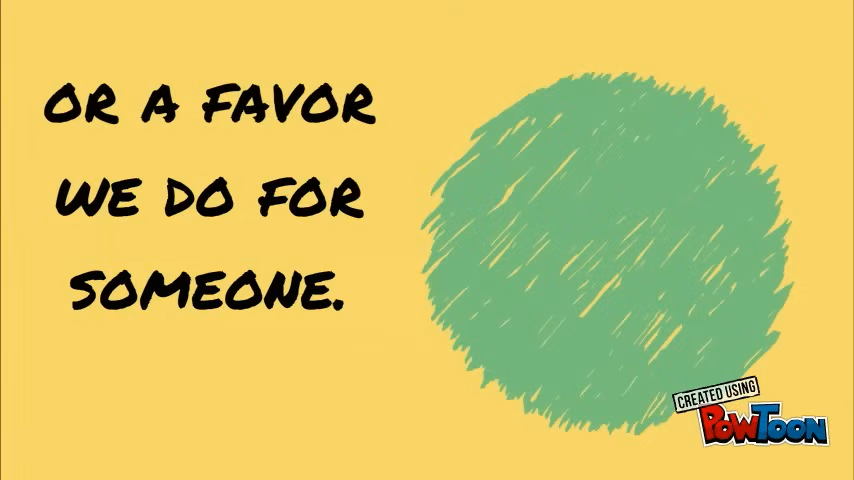 OR A FAVOR
WE DO FOR
SOMEONE.
CREATED USING
POWTOON